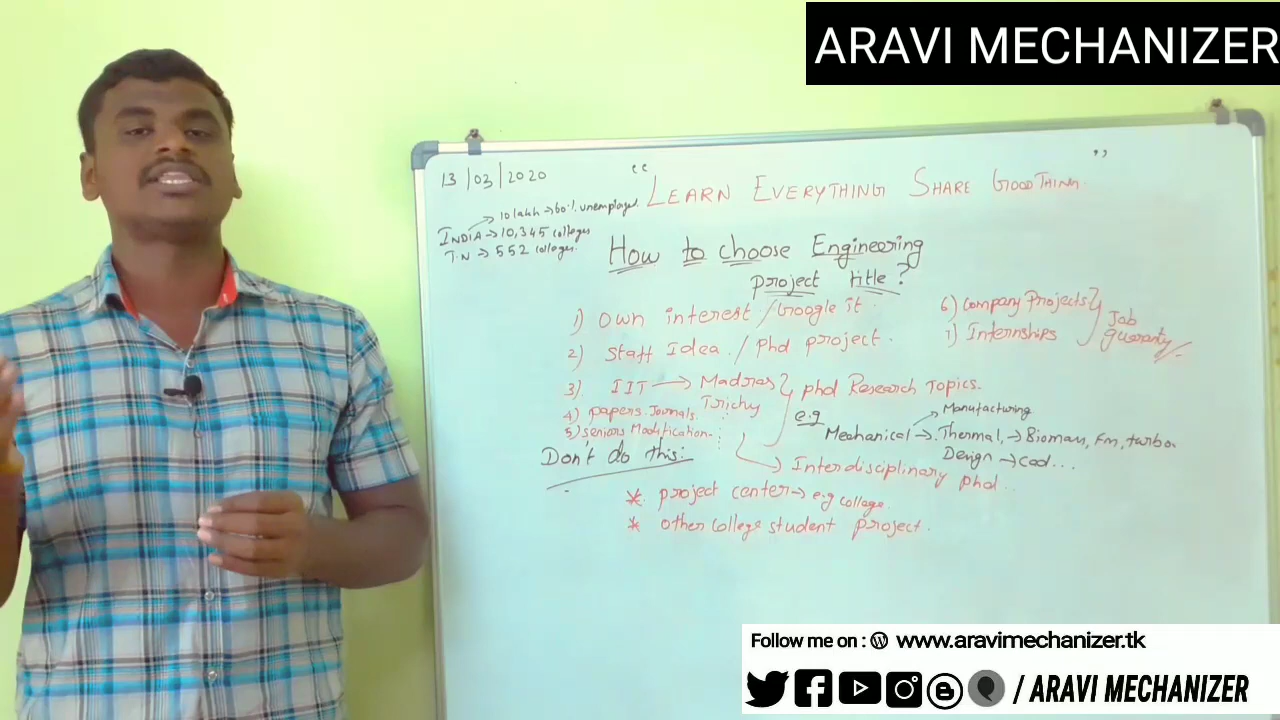 ARAVI MECHANIZER
13/03/2020
“ LEARN EVERYTHING SHARE GOOD THING ”
→ 10 lakh → 60% unemployed.
INDIA → 10,345 colleges
T.N → 552 colleges.
How to choose Engineering
project title?
1) own interest / Google it
2) Staff Idea / Phd project.
3) IIT → Madras
Trichy
phd Research Topics.
4) papers. Journals.
5) seniors Modification.
6) Company Projects
1) Internships
Job
guaranty
e.g
Mechanical → Manufacturing
Thermal, → Biomass, Fm, turbo
Design → Cad...
→ Interdisciplinary phd...
Don't do this:
* project center → e.g college.
* other college student project.
Follow me on : www.aravimechanizer.tk
/ ARAVI MECHANIZER